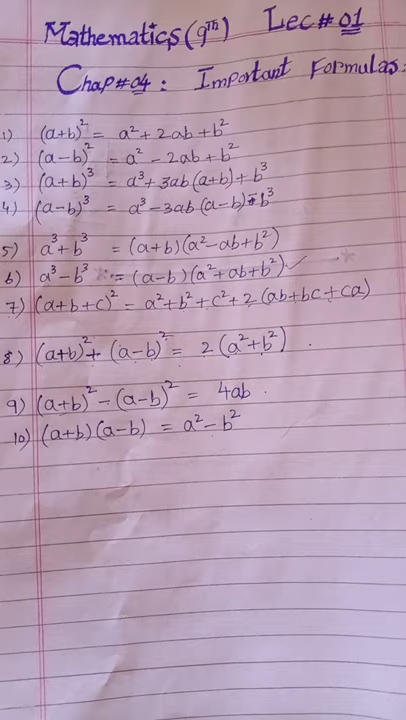 Mathematics (9Th) Lec# 01
Chap# 04 : Important Formulas:
1) (a+b)² = a² + 2ab + b²
2) (a-b)² = a² - 2ab + b²
3) (a+b)³ = a³ + 3ab (a+b) + b³
4) (a-b)³ = a³ - 3ab (a-b) - b³
5) a³ + b³ = (a+b) (a² - ab + b²)
6) a³ - b³ = (a-b) (a² + ab + b²) ✓
7) (a+b+c)² = a² + b² + c² + 2 (ab + bc + ca)
8) (a+b)² + (a-b)² = 2 (a² + b²) .
9) (a+b)² - (a-b)² = 4ab .
10) (a+b) (a-b) = a² - b²